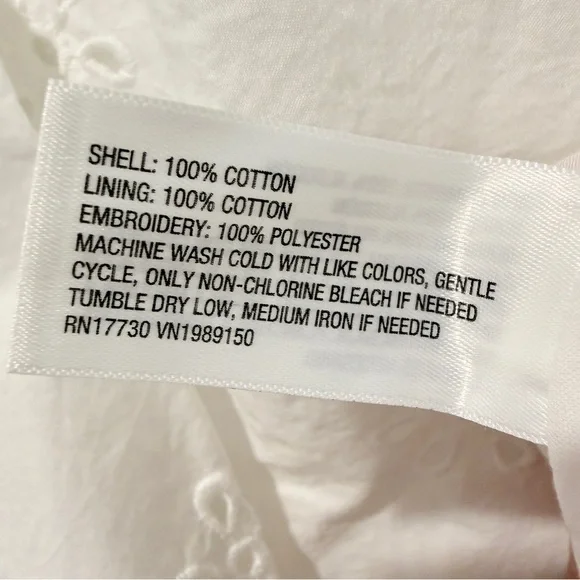 SHELL: 100% COTTON
LINING: 100% COTTON
EMBROIDERY: 100% POLYESTER
MACHINE WASH COLD WITH LIKE COLORS, GENTLE
CYCLE, ONLY NON-CHLORINE BLEACH IF NEEDED
TUMBLE DRY LOW, MEDIUM IRON IF NEEDED
RN17730 VN1989150